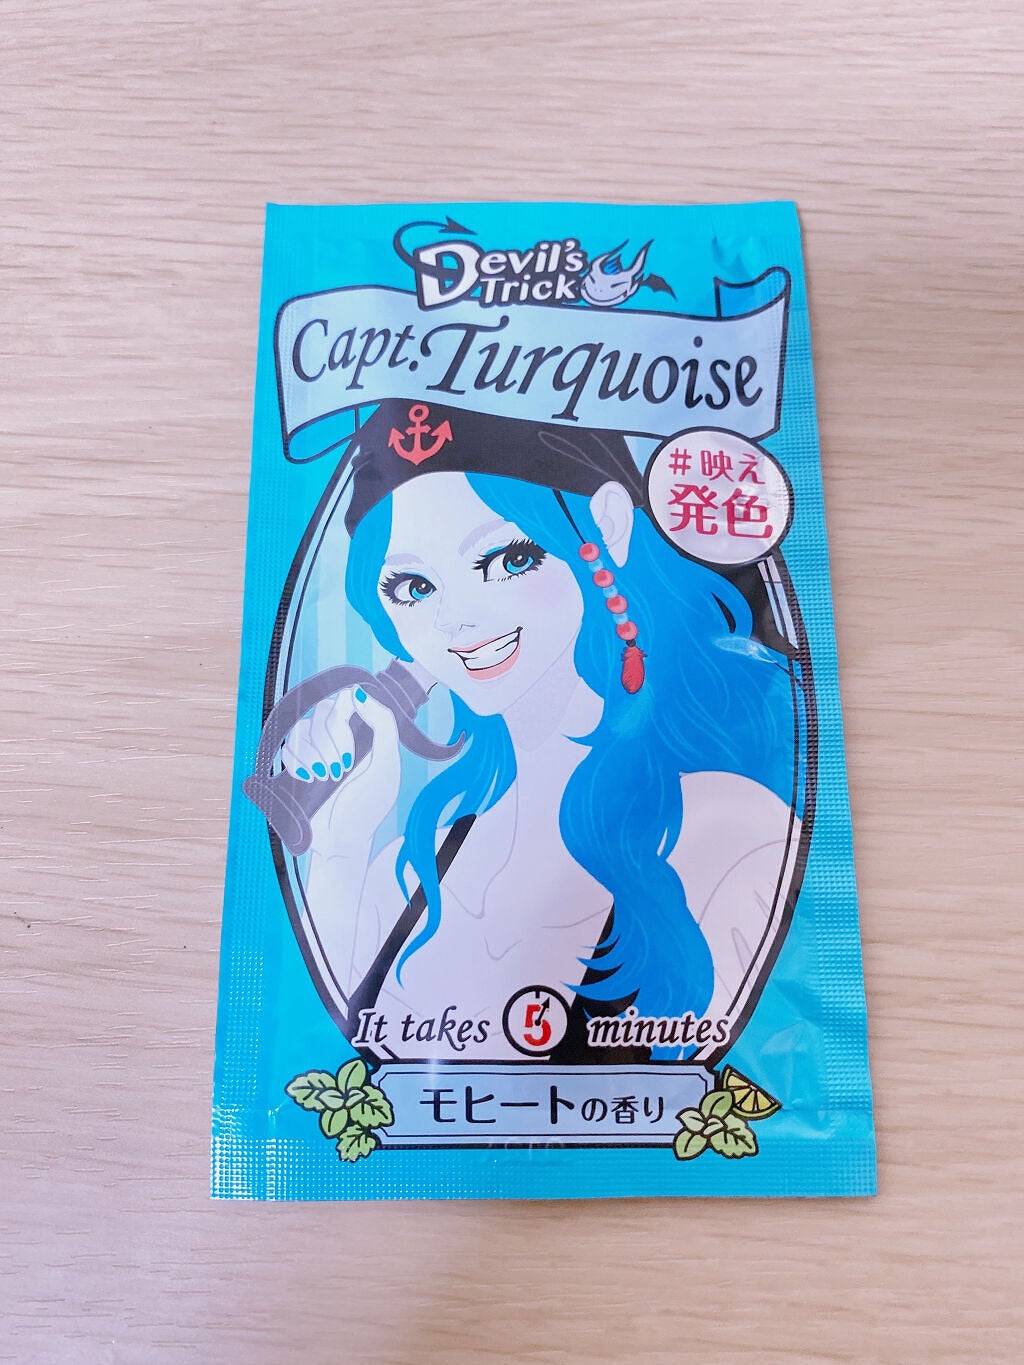 Devil's
Trick
Capt. Turquoise
#映え
発色
It takes 5 minutes
モヒートの香り